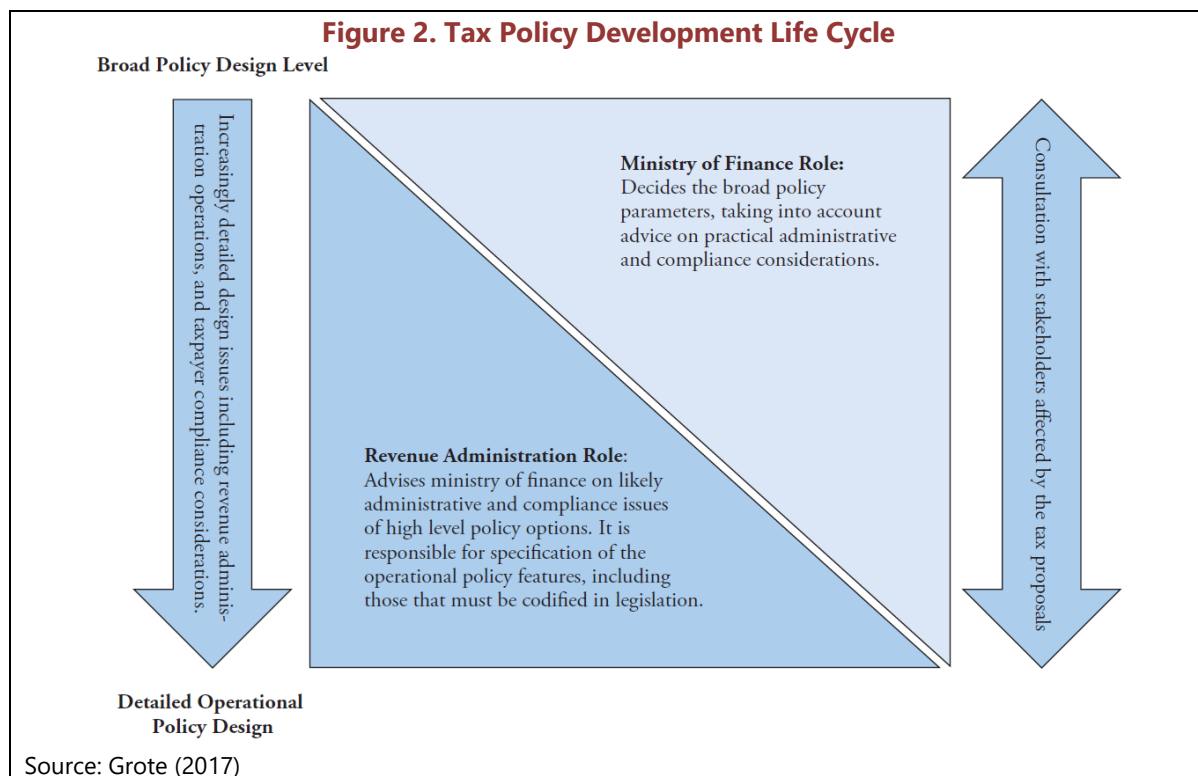 Figure 2. Tax Policy Development Life Cycle
Broad Policy Design Level
Increasingly detailed design issues including revenue adminis-
tration operations, and taxpayer compliance considerations.
Ministry of Finance Role:
Decides the broad policy
parameters, taking into account
advice on practical administrative
and compliance considerations.
Revenue Administration Role:
Advises ministry of finance on likely
administrative and compliance issues
of high level policy options. It is
responsible for specification of the
operational policy features, including
those that must be codified in legislation.
Consultation with stakeholders affected by the tax proposals
Detailed Operational
Policy Design
Source: Grote (2017)